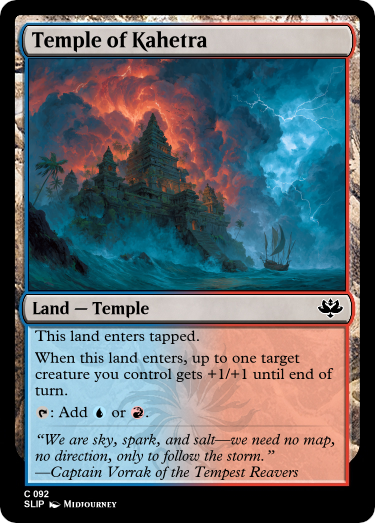 Temple of Kahetra
Land — Temple
This land enters tapped.
When this land enters, up to one target
creature you control gets +1/+1 until end of
turn.
: Add or .
“We are sky, spark, and salt—we need no map,
no direction, only to follow the storm.”
—Captain Vorrak of the Tempest Reavers
C 092
SLIP Midjourney